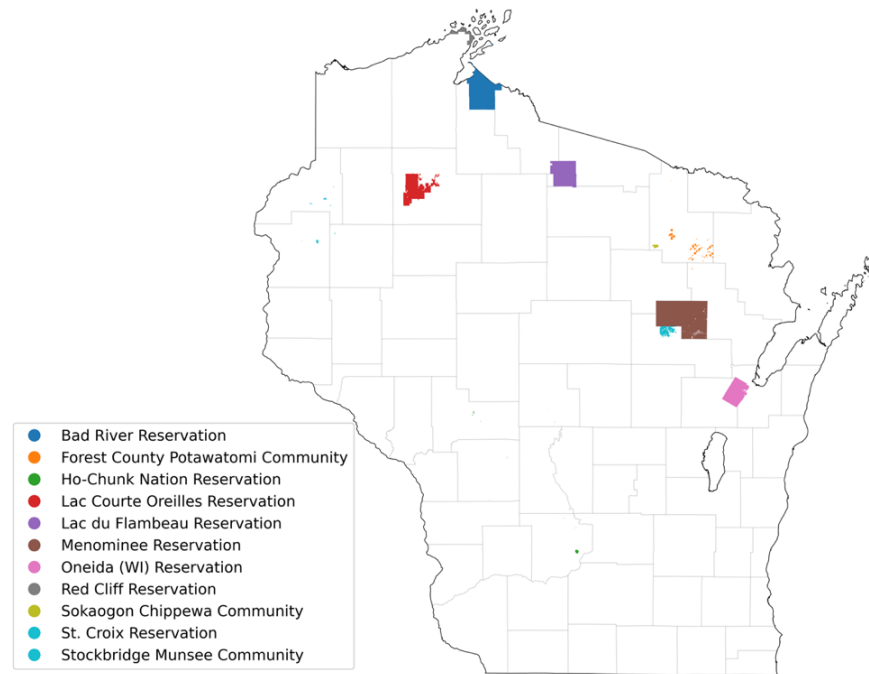 Bad River Reservation
Forest County Potawatomi Community
Ho-Chunk Nation Reservation
Lac Courte Oreilles Reservation
Lac du Flambeau Reservation
Menominee Reservation
Oneida (WI) Reservation
Red Cliff Reservation
Sokaogon Chippewa Community
St. Croix Reservation
Stockbridge Munsee Community